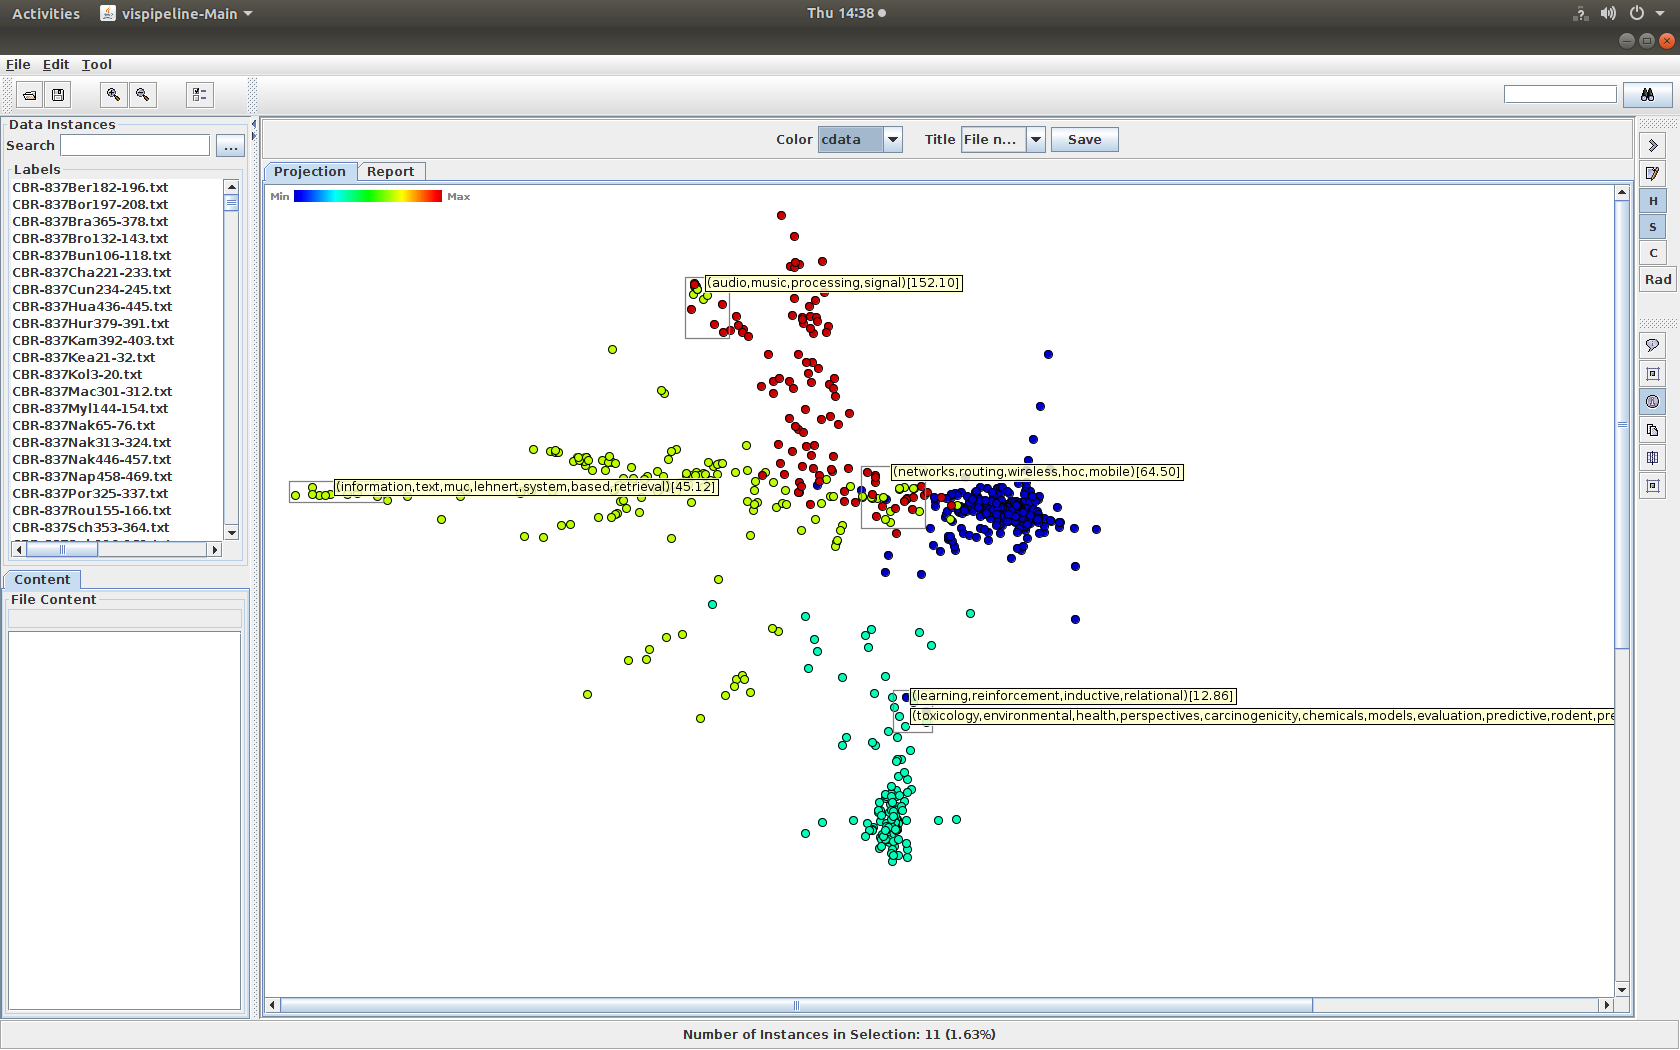 Activities vispipeline-Main Thu 14:38
File Edit Tool
Data Instances
Search ...
Labels
CBR-837Ber182-196.txt
CBR-837Bor197-208.txt
CBR-837Bra365-378.txt
CBR-837Bro132-143.txt
CBR-837Bun106-118.txt
CBR-837Cha221-233.txt
CBR-837Cun234-245.txt
CBR-837Hua436-445.txt
CBR-837Hur379-391.txt
CBR-837Kam392-403.txt
CBR-837Kea21-32.txt
CBR-837Kol3-20.txt
CBR-837Mac301-312.txt
CBR-837Myl144-154.txt
CBR-837Nak65-76.txt
CBR-837Nak313-324.txt
CBR-837Nak446-457.txt
CBR-837Nap458-469.txt
CBR-837Por325-337.txt
CBR-837Rou155-166.txt
CBR-837Sch353-364.txt
Content
File Content
Color cdata Title File n... Save
Projection Report
Min Max
(audio,music,processing,signal)[152.10]
(networks,routing,wireless,hoc,mobile)[64.50]
(information,text,muc,lehnert,system,based,retrieval)[45.12]
(learning,reinforcement,inductive,relational)[12.86]
(toxicology,environmental,health,perspectives,carcinogenicity,chemicals,models,evaluation,predictive,rodent,pre
H
S
C
Rad
Number of Instances in Selection: 11 (1.63%)